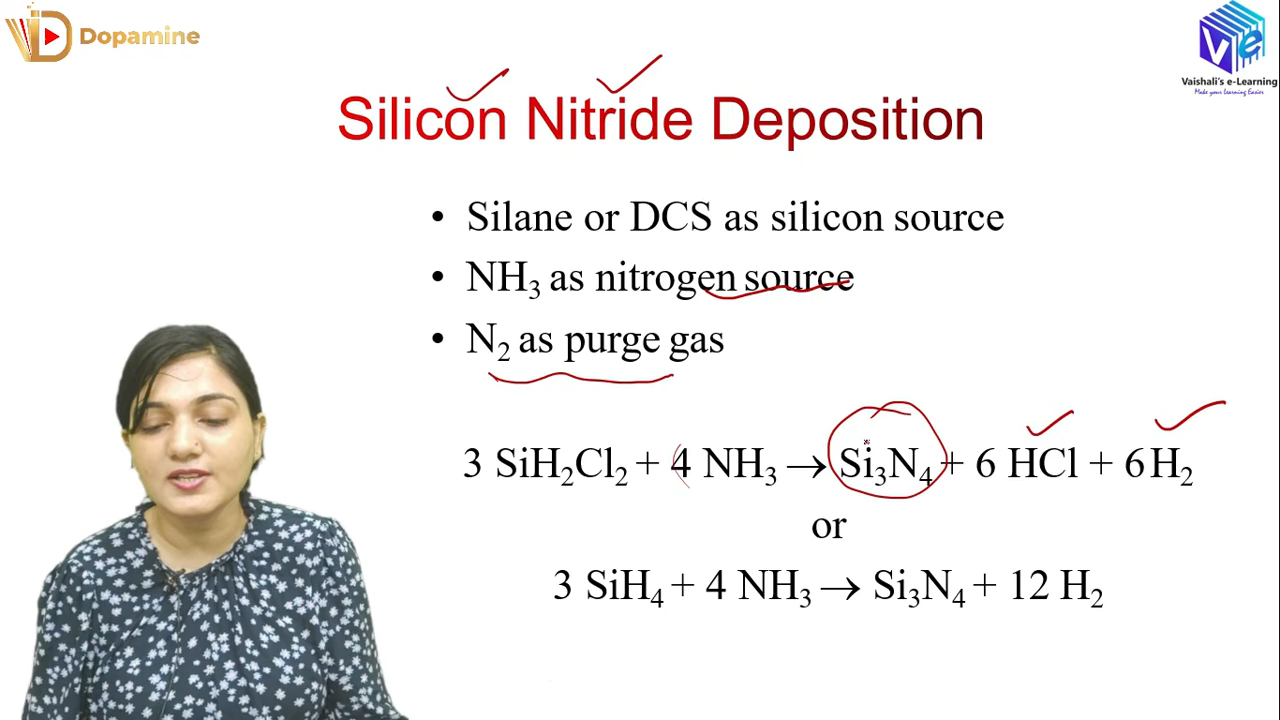 Dopamine
Vaishali's e-Learning
Make your Learning Easier
Silicon Nitride Deposition
• Silane or DCS as silicon source
• NH₃ as nitrogen source
• N₂ as purge gas
3 SiH₂Cl₂ + 4 NH₃ → Si₃N₄ + 6 HCl + 6 H₂
or
3 SiH₄ + 4 NH₃ → Si₃N₄ + 12 H₂